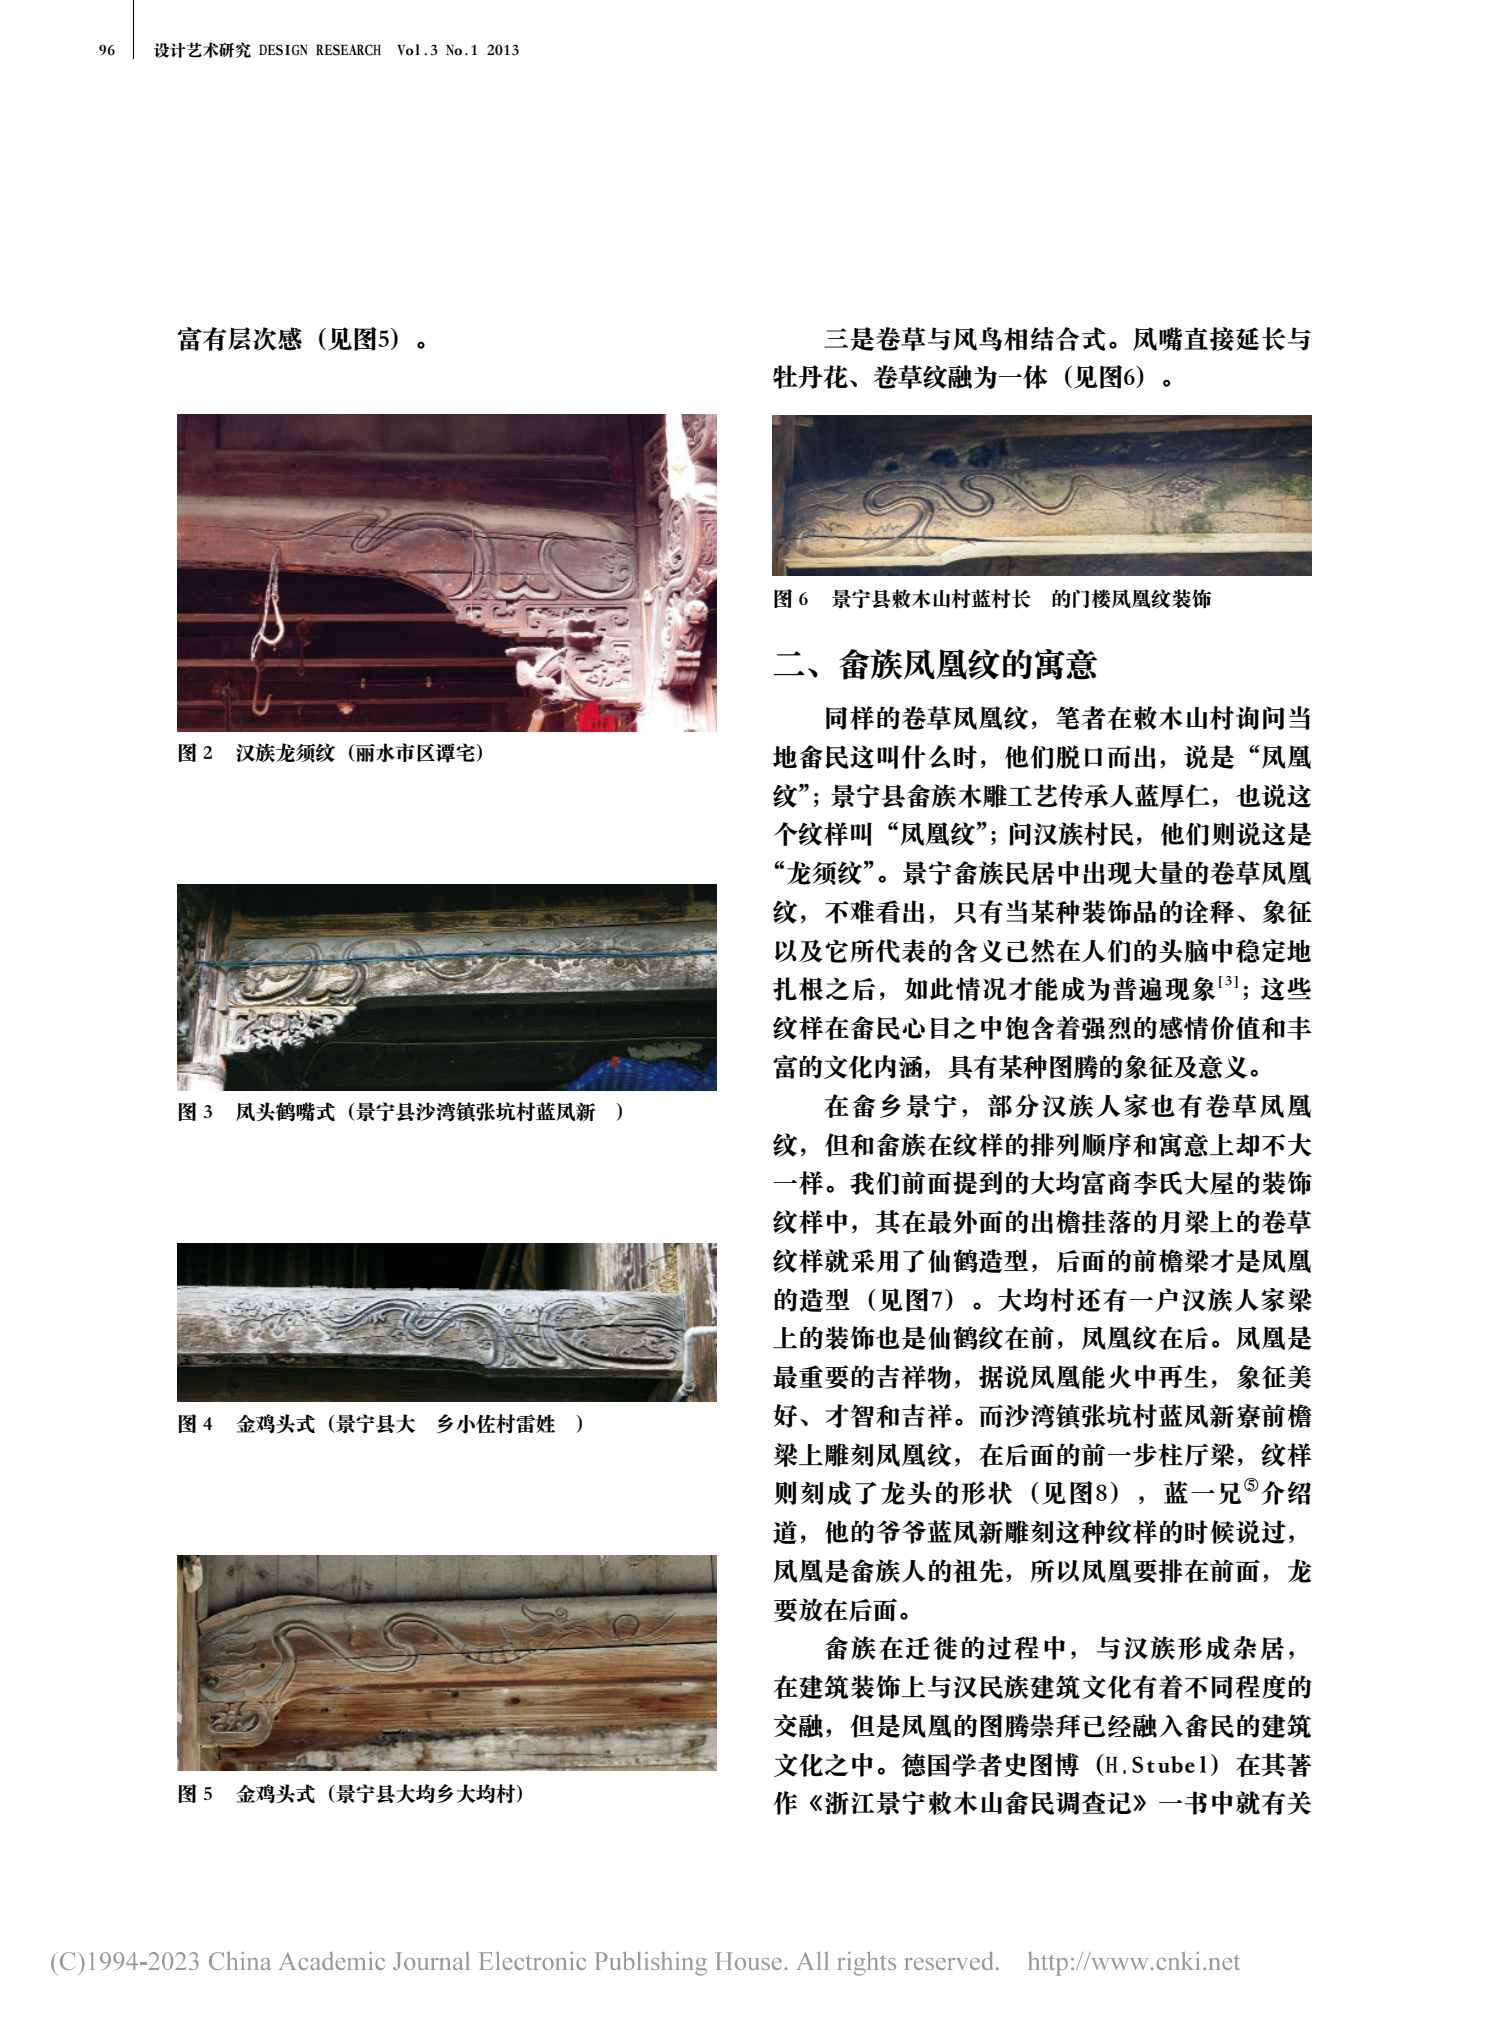 96
设计艺术研究 DESIGN RESEARCH Vol.3 No.1 2013
富有层次感（见图5）。
图 2 汉族龙须纹（丽水市区谭宅）
图 3 凤头鹤嘴式（景宁县沙湾镇张坑村蓝凤新 ）
图 4 金鸡头式（景宁县大 乡小佐村雷姓 ）
图 5 金鸡头式（景宁县大均乡大均村）
三是卷草与风鸟相结合式。凤嘴直接延长与
牡丹花、卷草纹融为一体（见图6）。
图 6 景宁县敕木山村蓝村长 的门楼凤凰纹装饰
二、畲族凤凰纹的寓意
同样的卷草凤凰纹，笔者在敕木山村询问当
地畲民这叫什么时，他们脱口而出，说是“凤凰
纹”；景宁县畲族木雕工艺传承人蓝厚仁，也说这
个纹样叫“凤凰纹”；问汉族村民，他们则说这是
“龙须纹”。景宁畲族民居中出现大量的卷草凤凰
纹，不难看出，只有当某种装饰品的诠释、象征
以及它所代表的含义已然在人们的头脑中稳定地
扎根之后，如此情况才能成为普遍现象[3]；这些
纹样在畲民心目之中饱含着强烈的感情价值和丰
富的文化内涵，具有某种图腾的象征及意义。
在畲乡景宁，部分汉族人家也有卷草凤凰
纹，但和畲族在纹样的排列顺序和寓意上却不大
一样。我们前面提到的大均富商李氏大屋的装饰
纹样中，其在最外面的出檐挂落的月梁上的卷草
纹样就采用了仙鹤造型，后面的前檐梁才是凤凰
的造型（见图7）。大均村还有一户汉族人家梁
上的装饰也是仙鹤纹在前，凤凰纹在后。凤凰是
最重要的吉祥物，据说凤凰能火中再生，象征美
好、才智和吉祥。而沙湾镇张坑村蓝凤新寮前檐
梁上雕刻凤凰纹，在后面的前一步柱厅梁，纹样
则刻成了龙头的形状（见图8），蓝一兄⑤介绍
道，他的爷爷蓝凤新雕刻这种纹样的时候说过，
凤凰是畲族人的祖先，所以凤凰要排在前面，龙
要放在后面。
畲族在迁徙的过程中，与汉族形成杂居，
在建筑装饰上与汉民族建筑文化有着不同程度的
交融，但是凤凰的图腾崇拜已经融入畲民的建筑
文化之中。德国学者史图博（H.Stubel）在其著
作《浙江景宁敕木山畲民调查记》一书中就有关
(C)1994-2023 China Academic Journal Electronic Publishing House. All rights reserved. http://www.cnki.net